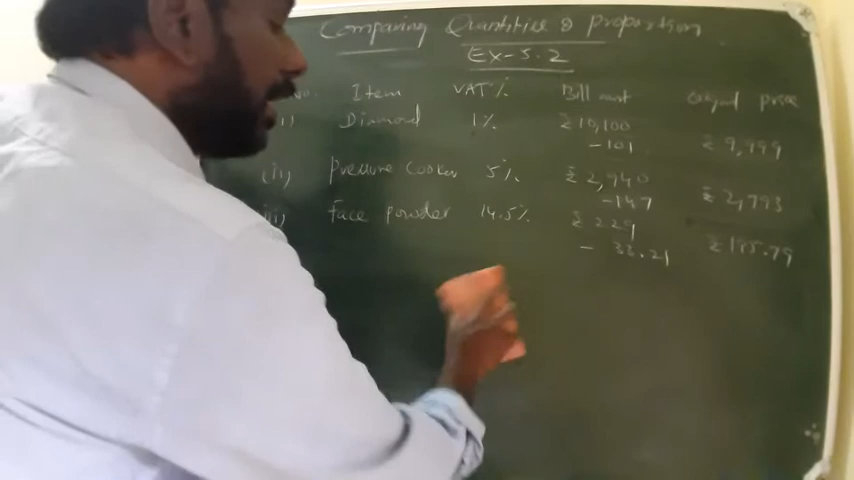 Comparing Quantities & proportion
Ex-5.2
no. Item VAT% Bill amt original price
(i) Diamond 1% ₹10,100
-101 ₹9,999
(ii) pressure Cooker 5% ₹2,940
-147 ₹2,793
(iii) Face powder 14.5% ₹229
- 33.21 ₹195.79